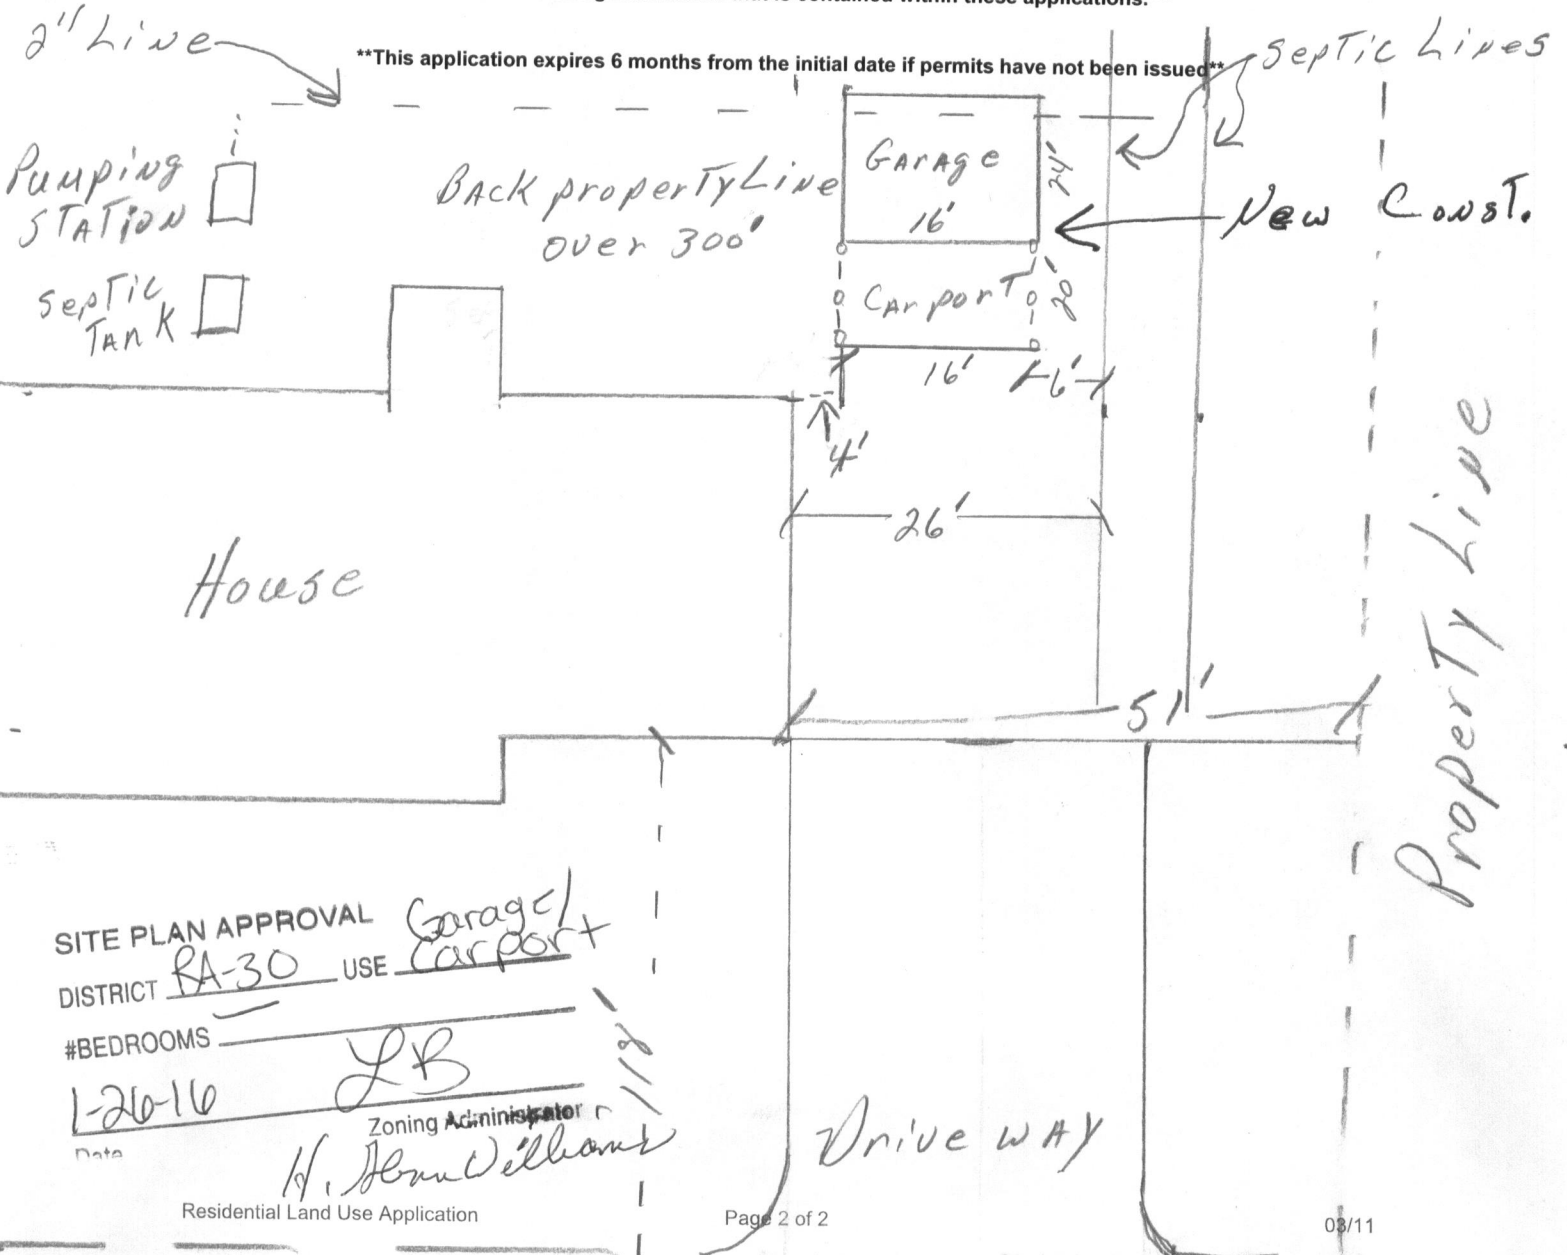 **This application expires 6 months from the initial date if permits have not been issued**
2" Line
Septic Lines
Pumping
Station
Back property Line
over 300'
Garage
24'
16'
New Const.
Septic
Tank
Carport
20'
16'
6'
4'
26'
House
51'
Property Line
SITE PLAN APPROVAL
DISTRICT RA-30 USE Garage/
Carport
#BEDROOMS
1-26-16 LB
Date Zoning Administrator
118'
Drive way
Residential Land Use Application
Page 2 of 2
03/11